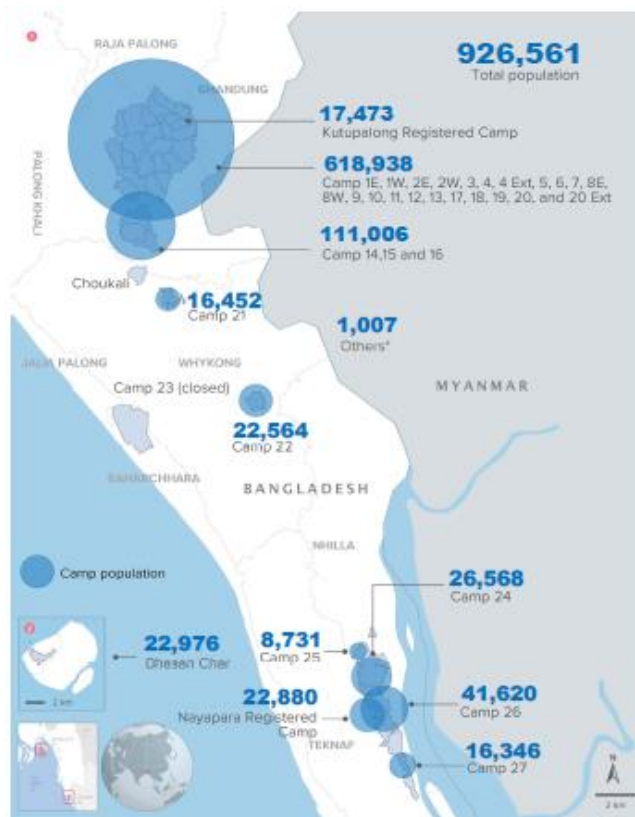 RAJA PALONG
926,561
Total population
GHANDUNG
17,473
Kutupalong Registered Camp
618,938
Camp 1E, 1W, 2E, 2W, 3, 4, 4 Ext, 5, 6, 7, 8E,
8W, 9, 10, 11, 12, 13, 17, 18, 19, 20, and 20 Ext
PALONG KHALI
111,006
Camp 14,15 and 16
Choukali
16,452
Camp 21
1,007
Others*
JALIA PALONG
WHYKONG
Camp 23 (closed)
MYANMAR
22,564
Camp 22
BAHARCHHARA
BANGLADESH
NHILLA
Camp population
26,568
Camp 24
22,976
Bhasan Char
8,731
Camp 25
22,880
Nayapara Registered
Camp
41,620
Camp 26
TEKNAF
16,346
Camp 27
2 km
N
2 km